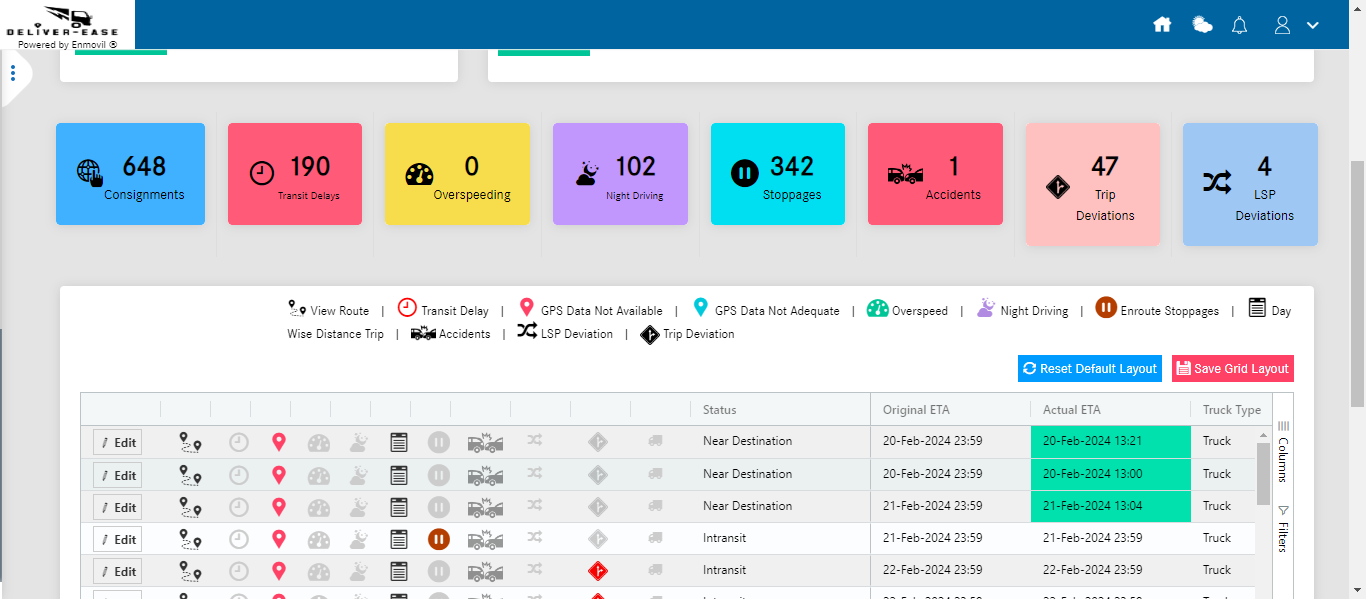 DELIVER-EASE
Powered by Enmovil ®
648
Consignments
190
Transit Delays
0
Overspeeding
102
Night Driving
342
Stoppages
1
Accidents
47
Trip
Deviations
4
LSP
Deviations
View Route | Transit Delay | GPS Data Not Available | GPS Data Not Adequate | Overspeed | Night Driving | Enroute Stoppages | Day
Wise Distance Trip | Accidents | LSP Deviation | Trip Deviation
Reset Default Layout Save Grid Layout
Status Original ETA Actual ETA Truck Type
Edit Near Destination 20-Feb-2024 23:59 20-Feb-2024 13:21 Truck
Edit Near Destination 20-Feb-2024 23:59 20-Feb-2024 13:00 Truck
Edit Near Destination 21-Feb-2024 23:59 21-Feb-2024 13:04 Truck
Edit Intransit 21-Feb-2024 23:59 21-Feb-2024 23:59 Truck
Edit Intransit 22-Feb-2024 23:59 22-Feb-2024 23:59 Truck
Columns
Filters